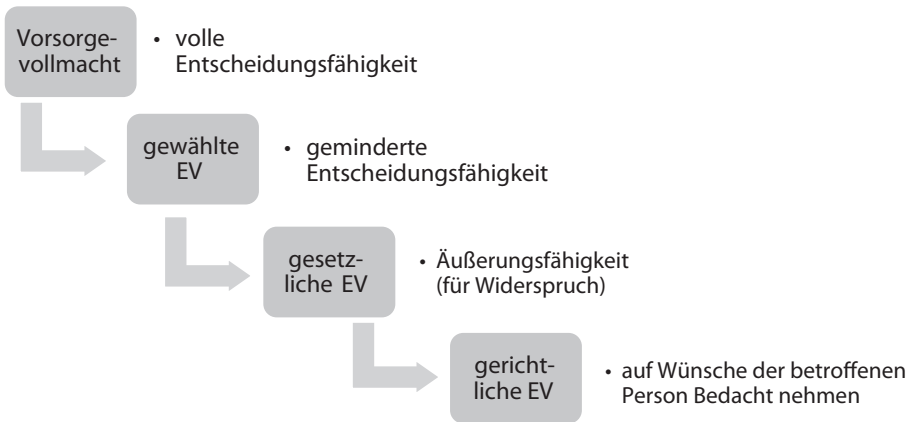 Vorsorge-
vollmacht
• volle
Entscheidungsfähigkeit
gewählte
EV
• geminderte
Entscheidungsfähigkeit
gesetz-
liche EV
• Äußerungsfähigkeit
(für Widerspruch)
gericht-
liche EV
• auf Wünsche der betroffenen
Person Bedacht nehmen